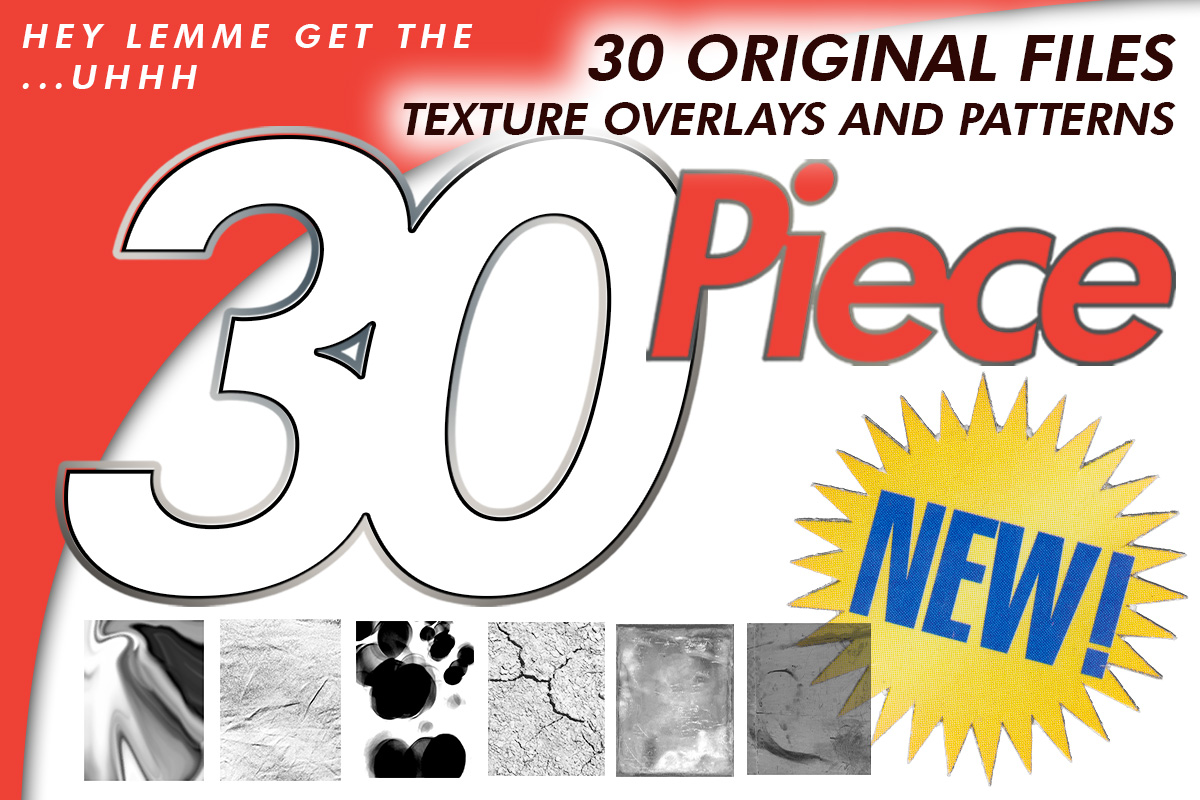 HEY LEMME GET THE
...UHHH
30 ORIGINAL FILES
TEXTURE OVERLAYS AND PATTERNS
30 Piece
NEW!